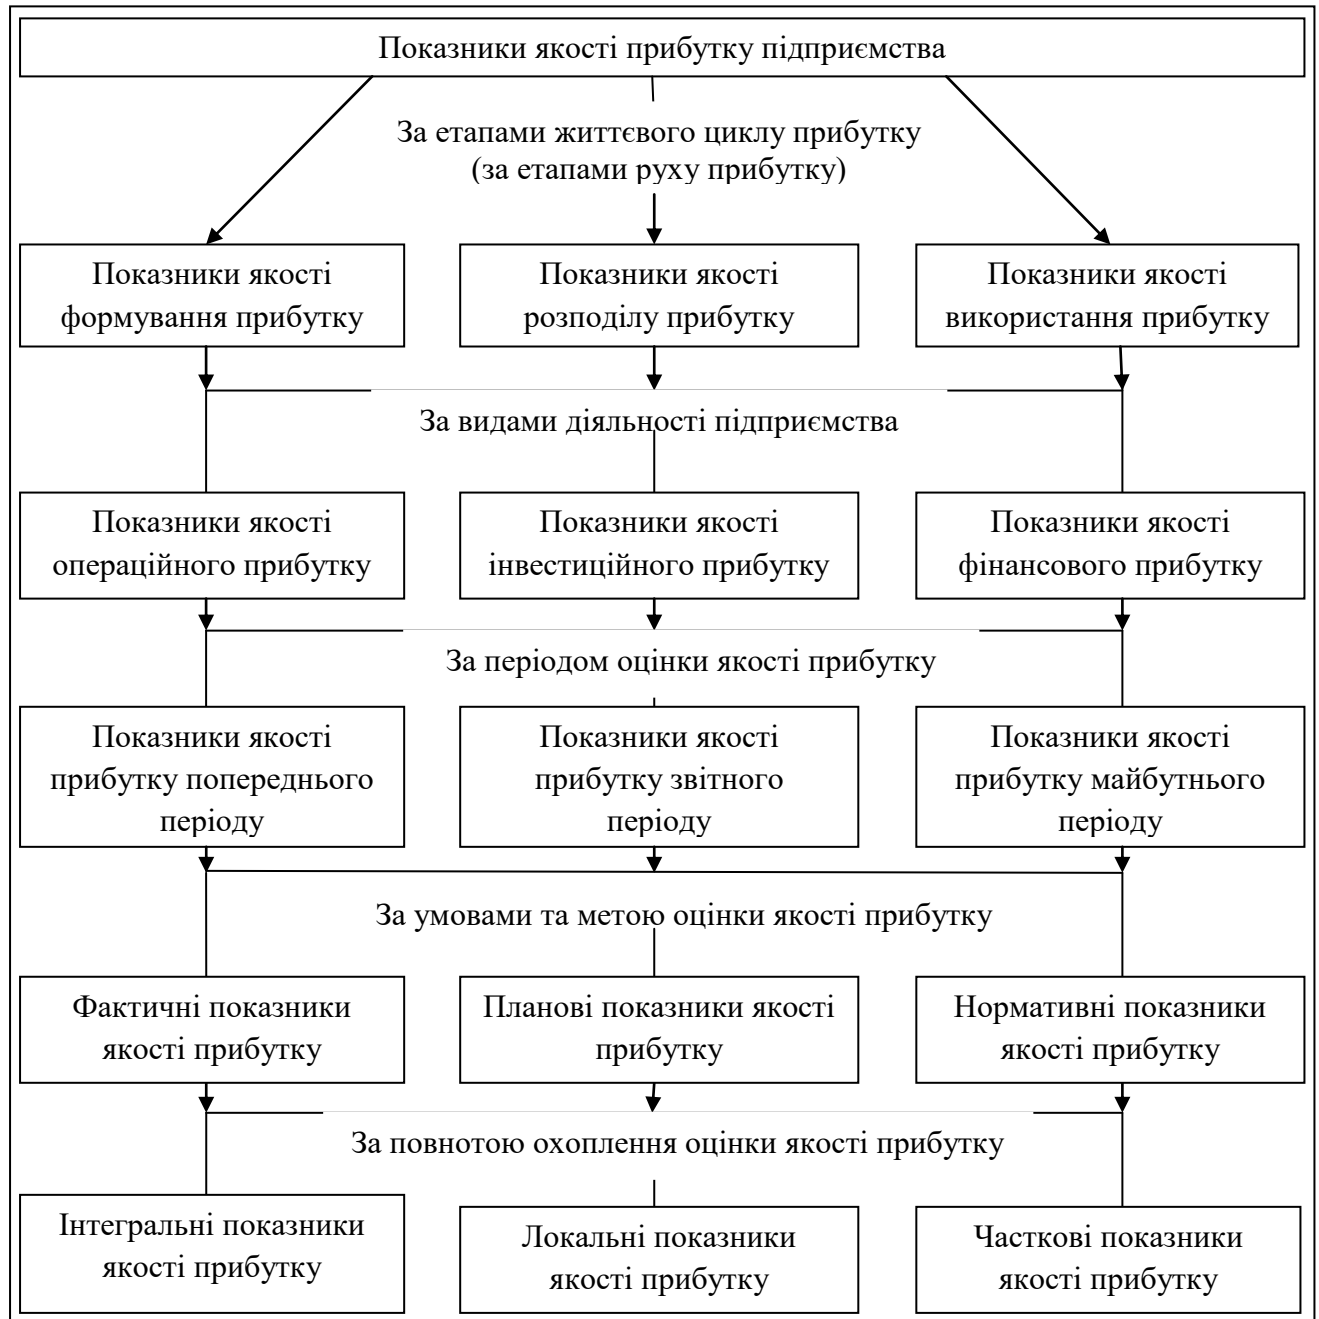 Показники якості прибутку підприємства
За етапами життєвого циклу прибутку
(за етапами руху прибутку)
Показники якості
формування прибутку
Показники якості
розподілу прибутку
Показники якості
використання прибутку
За видами діяльності підприємства
Показники якості
операційного прибутку
Показники якості
інвестиційного прибутку
Показники якості
фінансового прибутку
За періодом оцінки якості прибутку
Показники якості
прибутку попереднього
періоду
Показники якості
прибутку звітного
періоду
Показники якості
прибутку майбутнього
періоду
За умовами та метою оцінки якості прибутку
Фактичні показники
якості прибутку
Планові показники якості
прибутку
Нормативні показники
якості прибутку
За повнотою охоплення оцінки якості прибутку
Інтегральні показники
якості прибутку
Локальні показники
якості прибутку
Часткові показники
якості прибутку